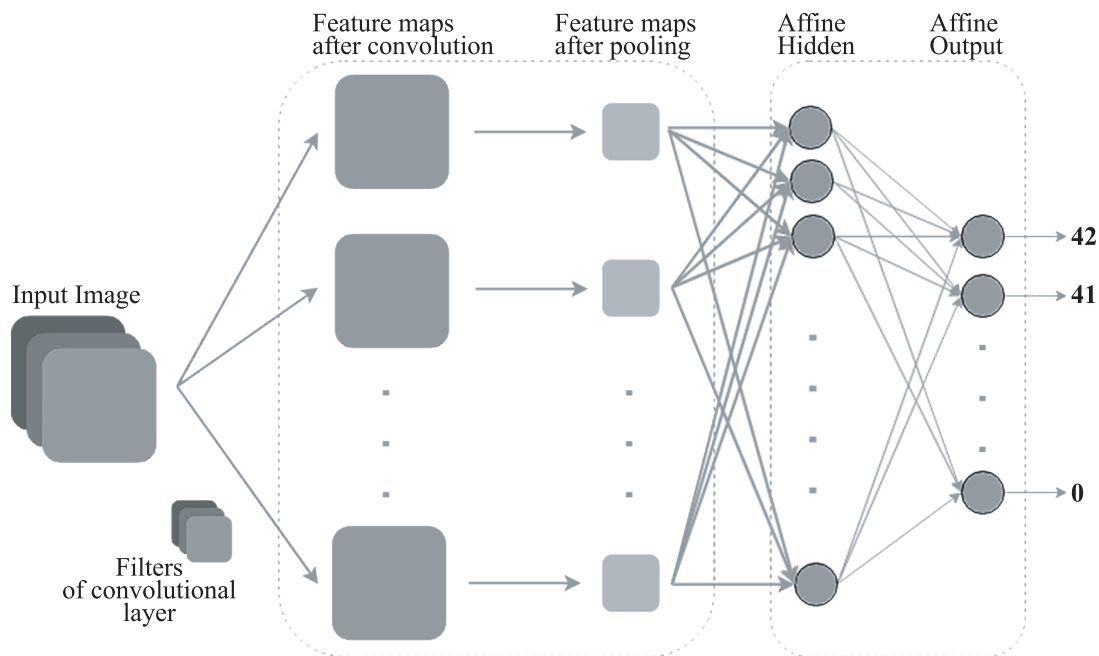 Feature maps
after convolution
Feature maps
after pooling
Affine
Hidden
Affine
Output
Input Image
Filters
of convolutional
layer
42
41
0